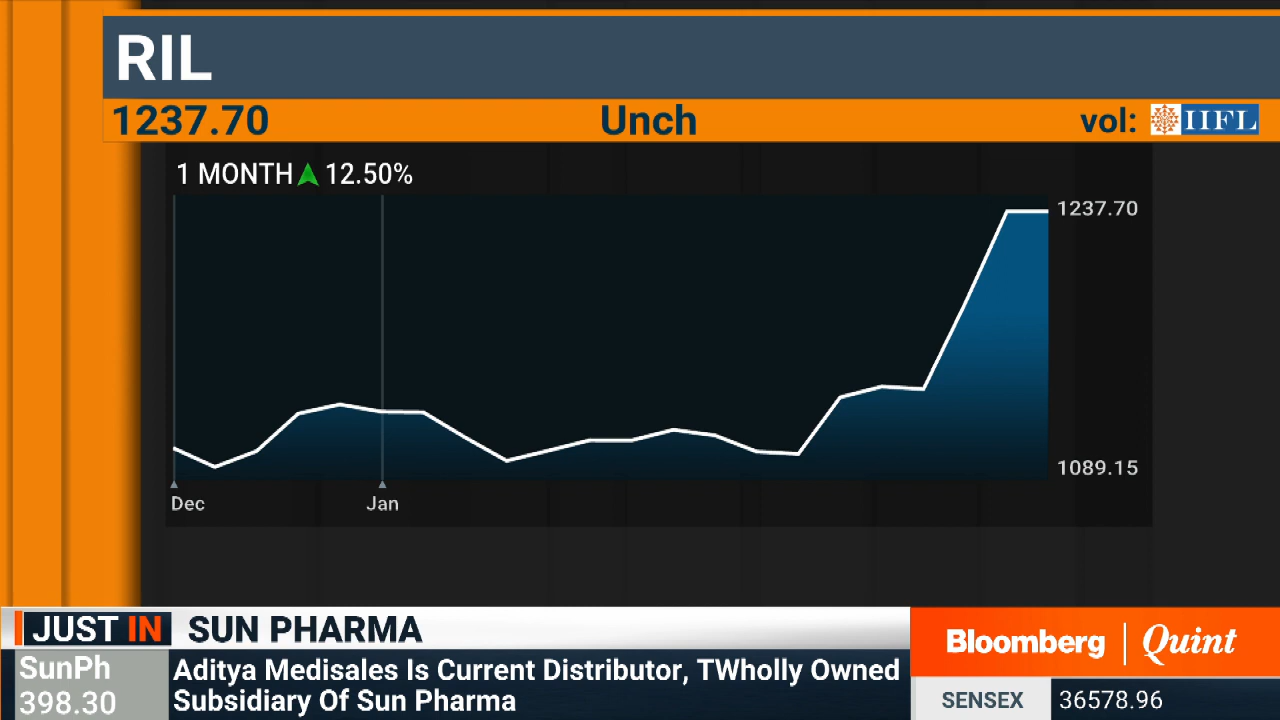 RIL
1237.70 Unch vol: IIFL
1 MONTH 12.50%
1237.70
1089.15
Dec Jan
JUST IN SUN PHARMA
SunPh
398.30
Aditya Medisales Is Current Distributor, TWholly Owned
Subsidiary Of Sun Pharma
Bloomberg | Quint
SENSEX 36578.96